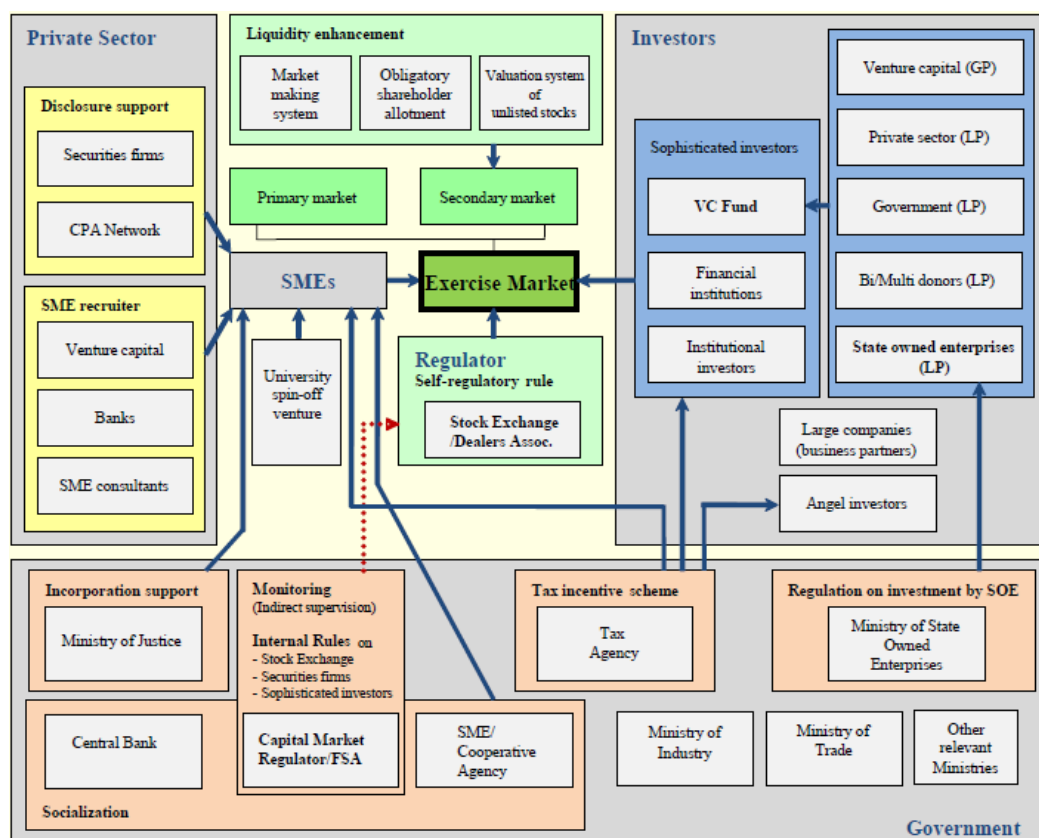 Private Sector
Disclosure support
Securities firms
CPA Network
SME recruiter
Venture capital
Banks
SME consultants
Liquidity enhancement
Market
making
system
Obligatory
shareholder
allotment
Valuation system
of
unlisted stocks
Primary market
Secondary market
SMEs
Exercise Market
University
spin-off
venture
Regulator
Self-regulatory rule
Stock Exchange
/Dealers Assoc.
Investors
Sophisticated investors
VC Fund
Financial
institutions
Institutional
investors
Venture capital (GP)
Private sector (LP)
Government (LP)
Bi/Multi donors (LP)
State owned enterprises
(LP)
Large companies
(business partners)
Angel investors
Incorporation support
Ministry of Justice
Monitoring
(Indirect supervision)
Internal Rules on
- Stock Exchange
- Securities firms
- Sophisticated investors
Capital Market
Regulator/FSA
Central Bank
SME/
Cooperative
Agency
Socialization
Tax incentive scheme
Tax
Agency
Regulation on investment by SOE
Ministry of State
Owned
Enterprises
Ministry of
Industry
Ministry of
Trade
Other
relevant
Ministries
Government